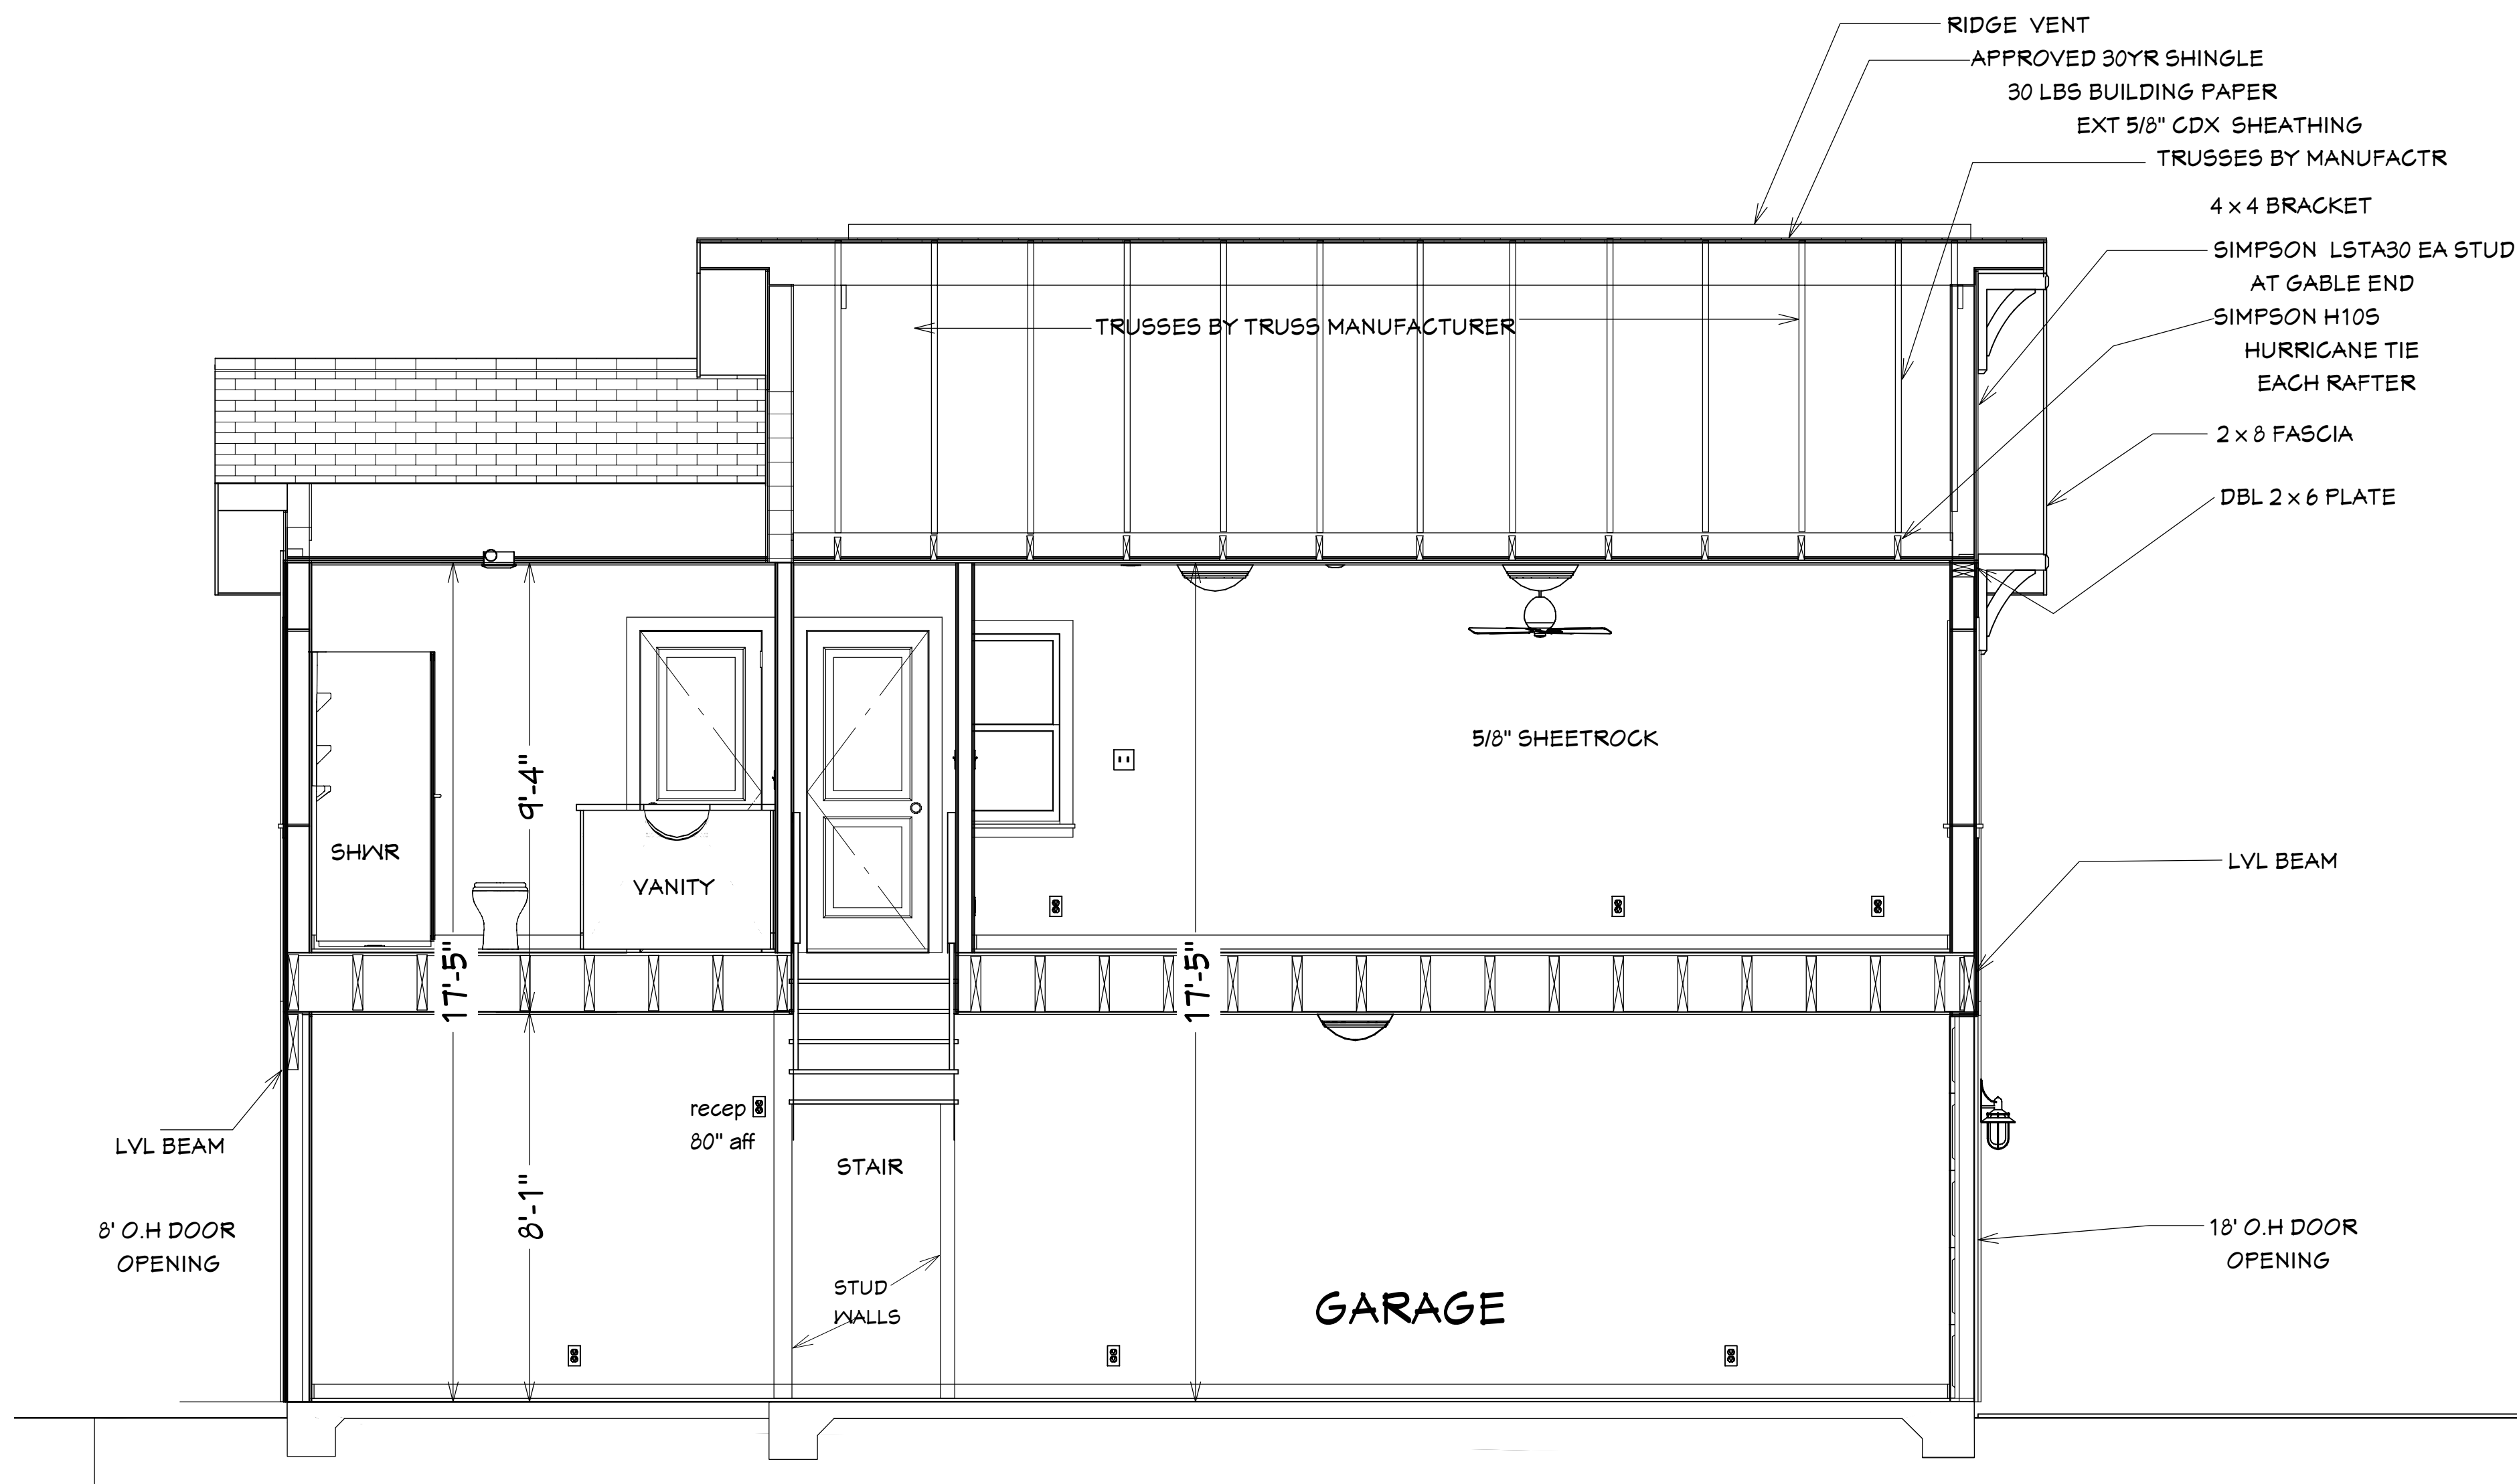 RIDGE VENT
APPROVED 30YR SHINGLE
30 LBS BUILDING PAPER
EXT 5/8" CDX SHEATHING
TRUSSES BY MANUFACTR
4 x 4 BRACKET
SIMPSON LSTA30 EA STUD
AT GABLE END
SIMPSON H10S
HURRICANE TIE
EACH RAFTER
TRUSSES BY TRUSS MANUFACTURER
2 x 8 FASCIA
DBL 2 x 6 PLATE
5/8" SHEETROCK
9'-4"
SHWR
VANITY
LVL BEAM
17'-5"
17'-5"
recep
80" aff
LVL BEAM
STAIR
8'-1"
8' O.H DOOR
OPENING
18' O.H DOOR
OPENING
STUD
WALLS
GARAGE